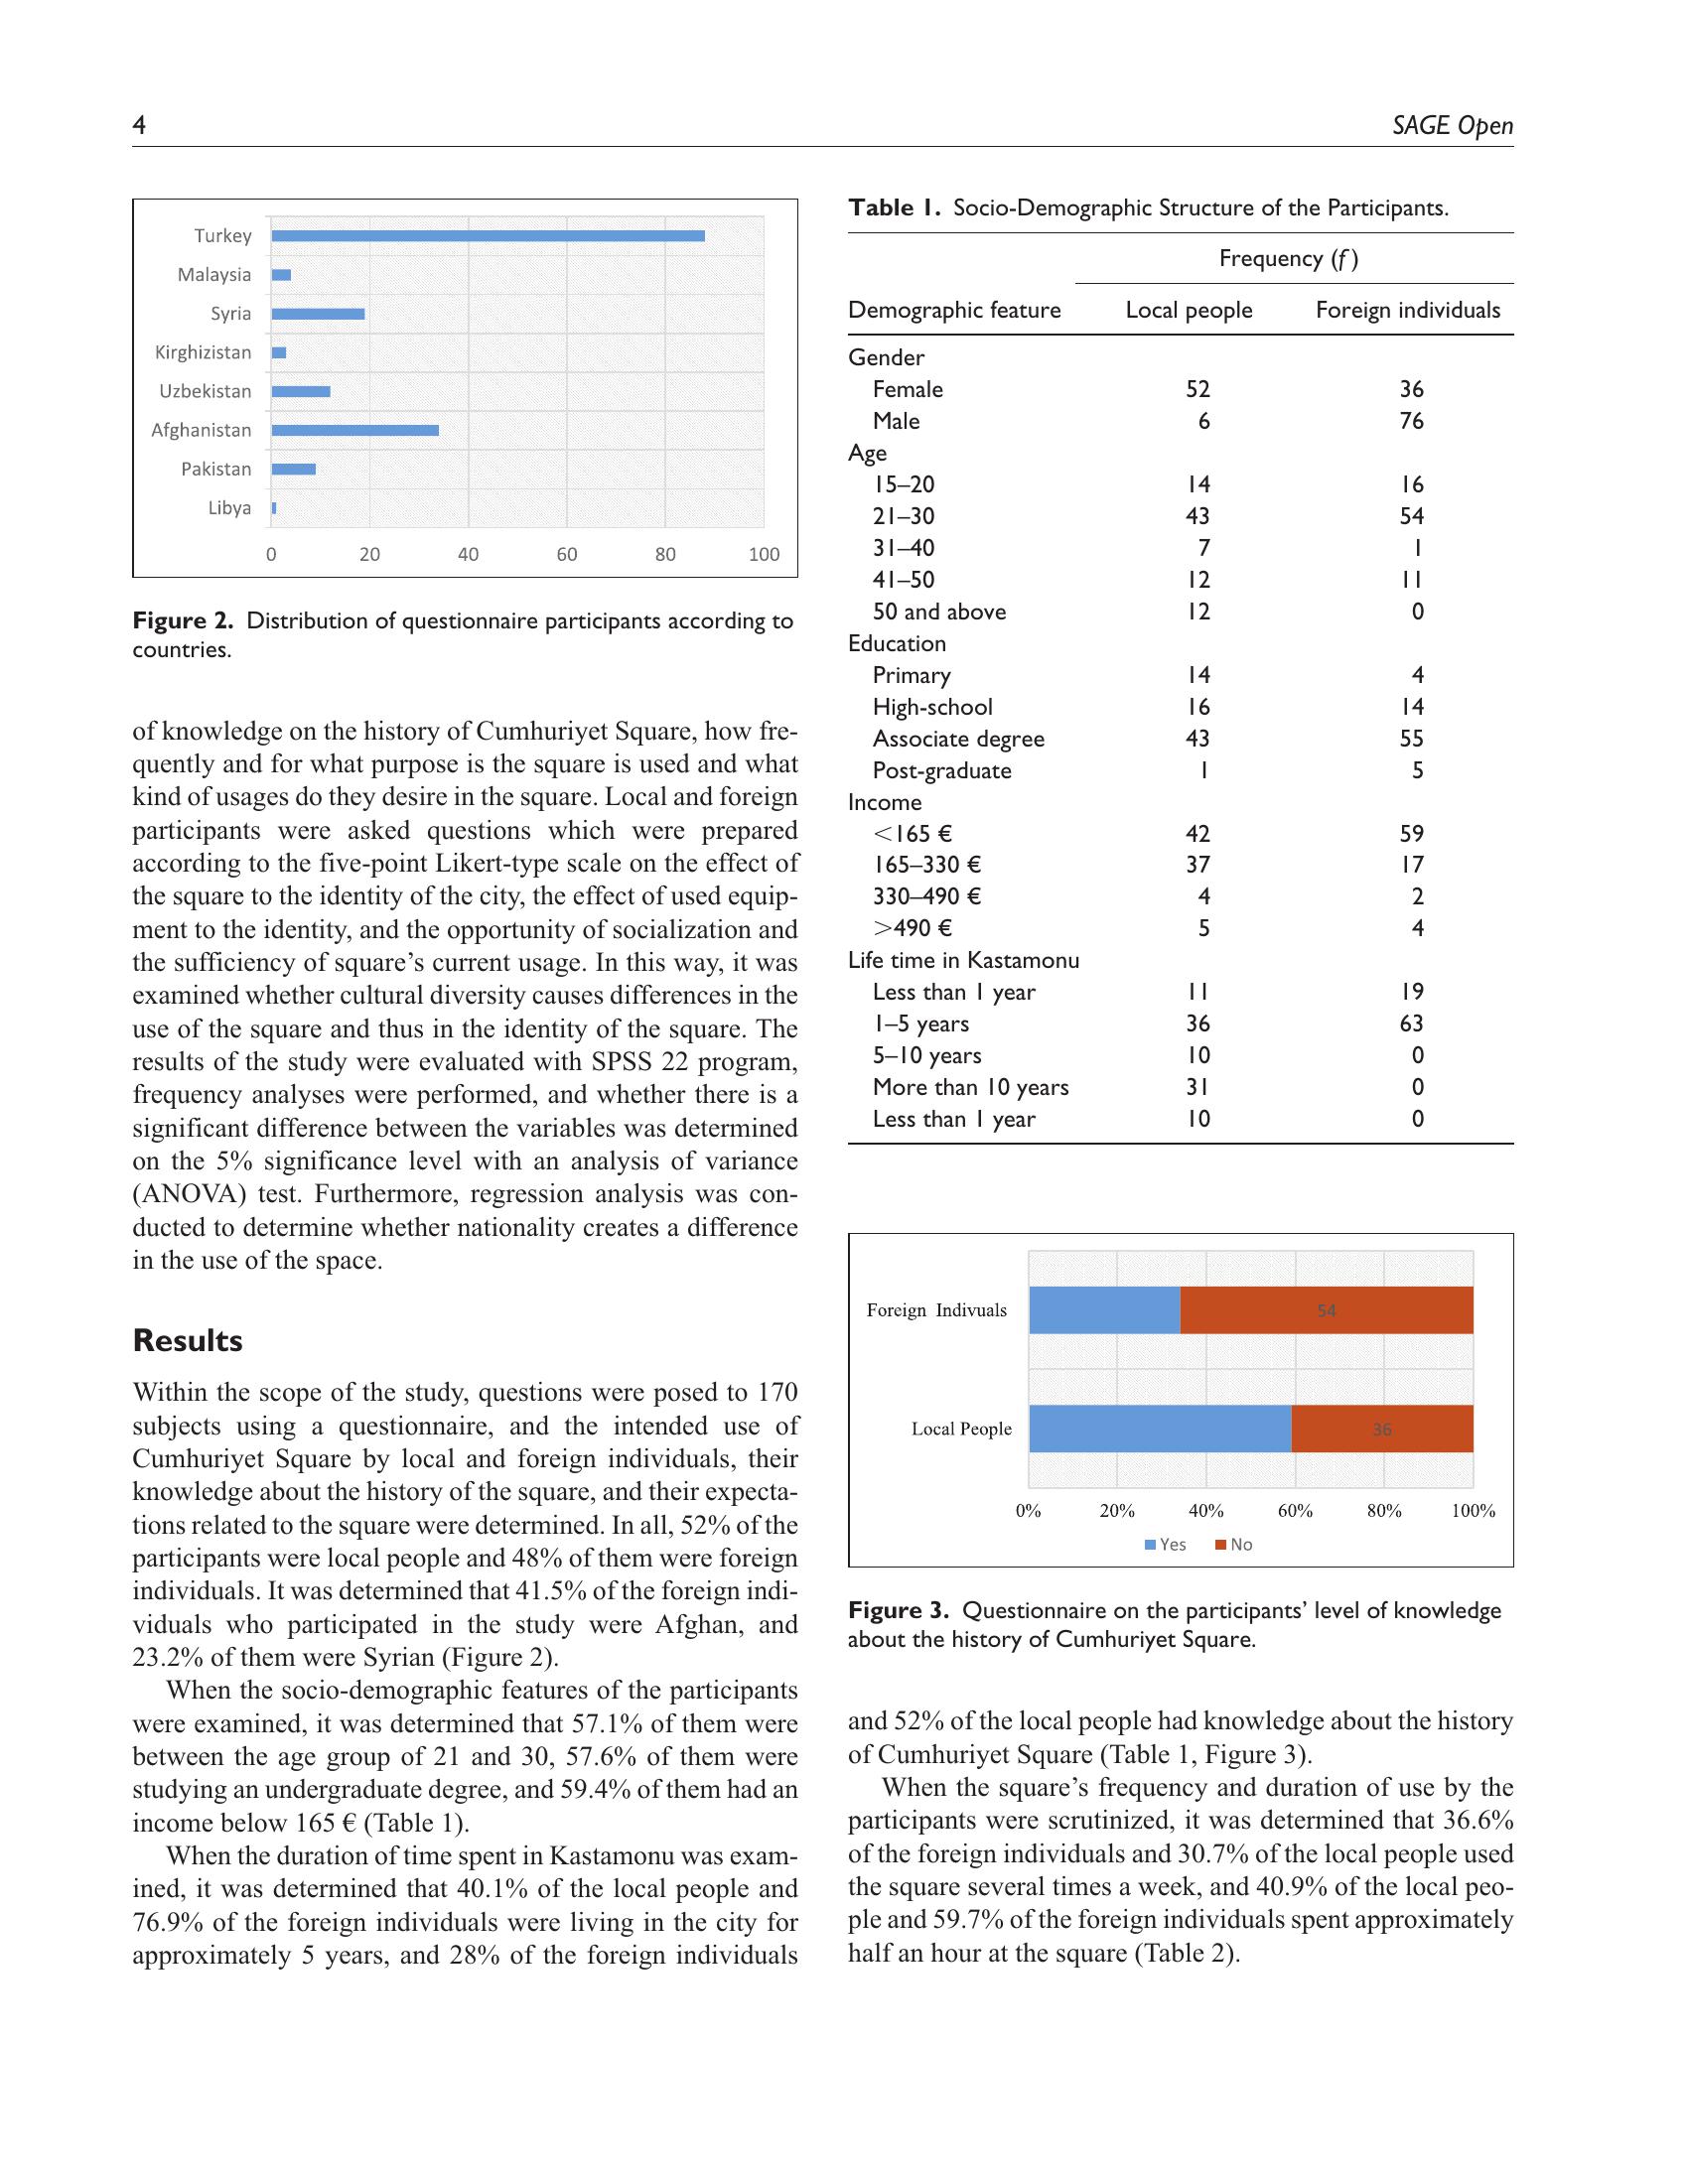 4
SAGE Open
Turkey
Malaysia
Syria
Kirghizistan
Uzbekistan
Afghanistan
Pakistan
Libya
0 20 40 60 80 100
Figure 2. Distribution of questionnaire participants according to
countries.
of knowledge on the history of Cumhuriyet Square, how fre-
quently and for what purpose is the square is used and what
kind of usages do they desire in the square. Local and foreign
participants were asked questions which were prepared
according to the five-point Likert-type scale on the effect of
the square to the identity of the city, the effect of used equip-
ment to the identity, and the opportunity of socialization and
the sufficiency of square’s current usage. In this way, it was
examined whether cultural diversity causes differences in the
use of the square and thus in the identity of the square. The
results of the study were evaluated with SPSS 22 program,
frequency analyses were performed, and whether there is a
significant difference between the variables was determined
on the 5% significance level with an analysis of variance
(ANOVA) test. Furthermore, regression analysis was con-
ducted to determine whether nationality creates a difference
in the use of the space.
Results
Within the scope of the study, questions were posed to 170
subjects using a questionnaire, and the intended use of
Cumhuriyet Square by local and foreign individuals, their
knowledge about the history of the square, and their expecta-
tions related to the square were determined. In all, 52% of the
participants were local people and 48% of them were foreign
individuals. It was determined that 41.5% of the foreign indi-
viduals who participated in the study were Afghan, and
23.2% of them were Syrian (Figure 2).
When the socio-demographic features of the participants
were examined, it was determined that 57.1% of them were
between the age group of 21 and 30, 57.6% of them were
studying an undergraduate degree, and 59.4% of them had an
income below 165 € (Table 1).
When the duration of time spent in Kastamonu was exam-
ined, it was determined that 40.1% of the local people and
76.9% of the foreign individuals were living in the city for
approximately 5 years, and 28% of the foreign individuals
Table 1. Socio-Demographic Structure of the Participants.
Frequency (f)
Demographic feature Local people Foreign individuals
Gender
Female 52 36
Male 6 76
Age
15–20 14 16
21–30 43 54
31–40 7 1
41–50 12 11
50 and above 12 0
Education
Primary 14 4
High-school 16 14
Associate degree 43 55
Post-graduate 1 5
Income
<165 € 42 59
165–330 € 37 17
330–490 € 4 2
>490 € 5 4
Life time in Kastamonu
Less than 1 year 11 19
1–5 years 36 63
5–10 years 10 0
More than 10 years 31 0
Less than 1 year 10 0
Foreign Indivuals 54
Local People 36
0% 20% 40% 60% 80% 100%
Yes No
Figure 3. Questionnaire on the participants’ level of knowledge
about the history of Cumhuriyet Square.
and 52% of the local people had knowledge about the history
of Cumhuriyet Square (Table 1, Figure 3).
When the square’s frequency and duration of use by the
participants were scrutinized, it was determined that 36.6%
of the foreign individuals and 30.7% of the local people used
the square several times a week, and 40.9% of the local peo-
ple and 59.7% of the foreign individuals spent approximately
half an hour at the square (Table 2).